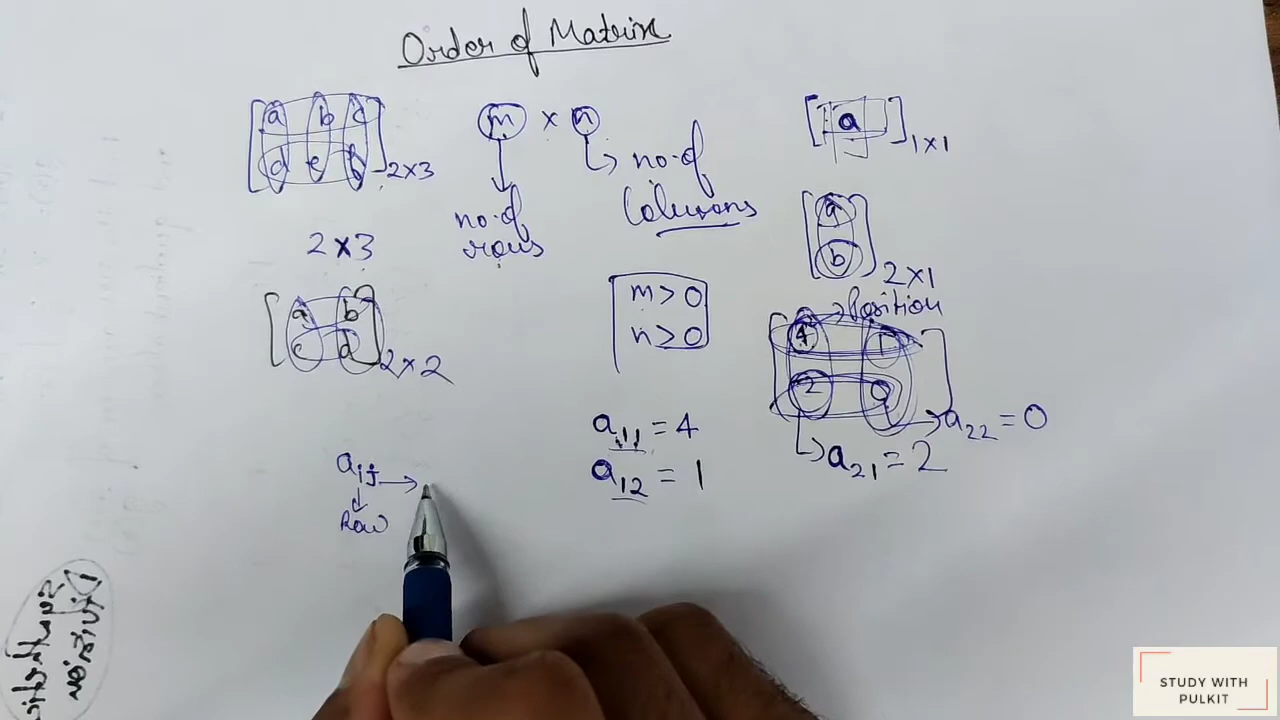 Order of Matrix
[a b c
d e f] 2×3
m × n
no. of rows
no. of Columns
[a] 1×1
2×3
[a
b] 2×1
[a b
c d] 2×2
m>0
n>0
Position
[4 1
2 0]
a22 = 0
a21 = 2
a11 = 4
a12 = 1
aij →
Row
STUDY WITH
PULKIT